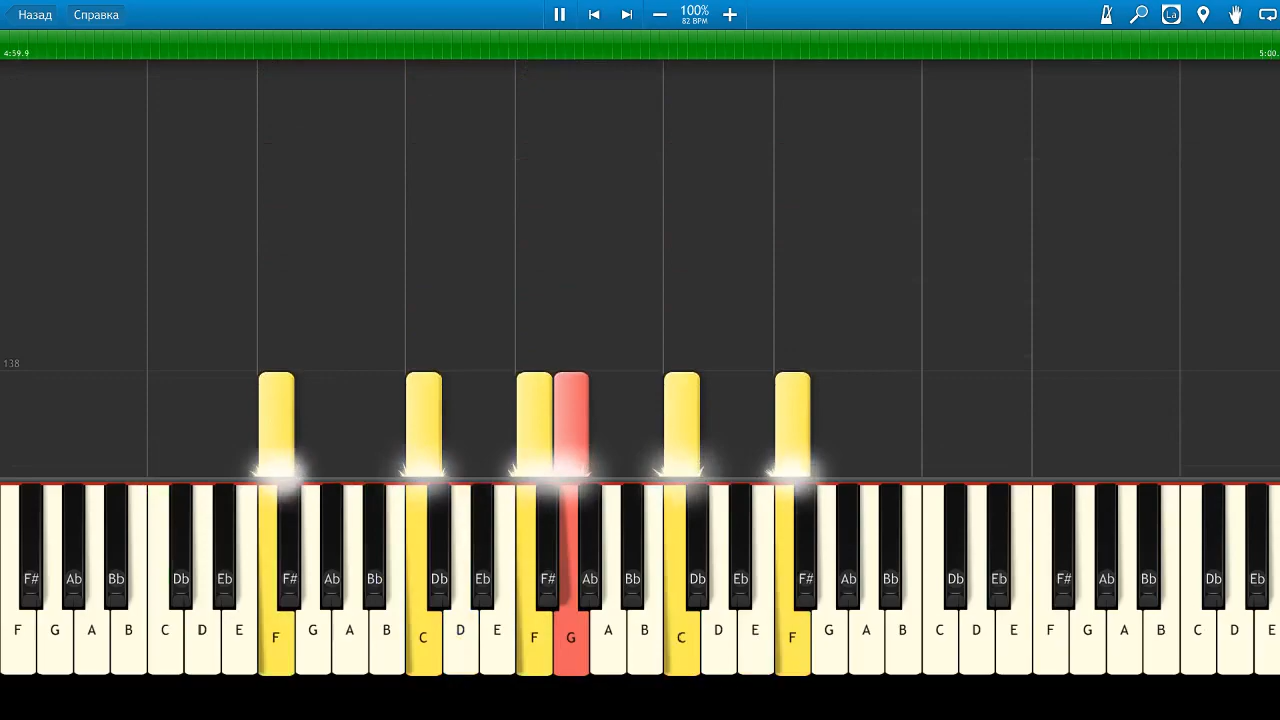 Назад Справка 100% La
82 BPM
4:59.9 5:00.
138
F# Ab Bb Db Eb F# Ab Bb Db Eb F# Ab Bb Db Eb F# Ab Bb Db Eb F# Ab Bb Db Eb
F G A B C D E F G A B C D E F G A B C D E F G A B C D E F G A B C D E